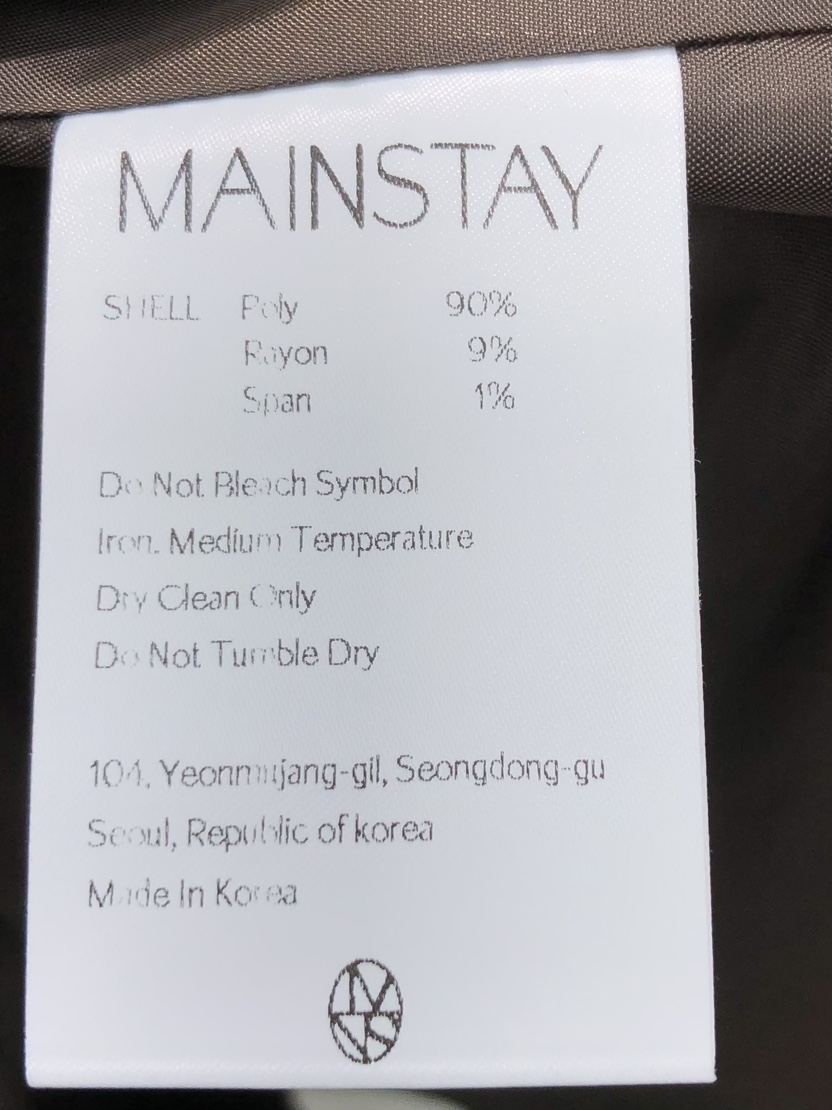 MAINSTAY
SHELL Poly 90%
Rayon 9%
Span 1%
Do Not Bleach Symbol
Iron. Medium Temperature
Dry Clean Only
Do Not Tumble Dry
104, Yeonmujang-gil, Seongdong-gu
Seoul, Republic of korea
Made In Korea